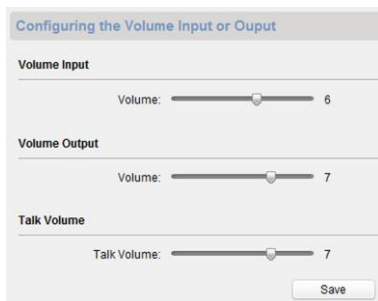 Configuring the Volume Input or Ouput
Volume Input
Volume: 6
Volume Output
Volume: 7
Talk Volume
Talk Volume: 7
Save